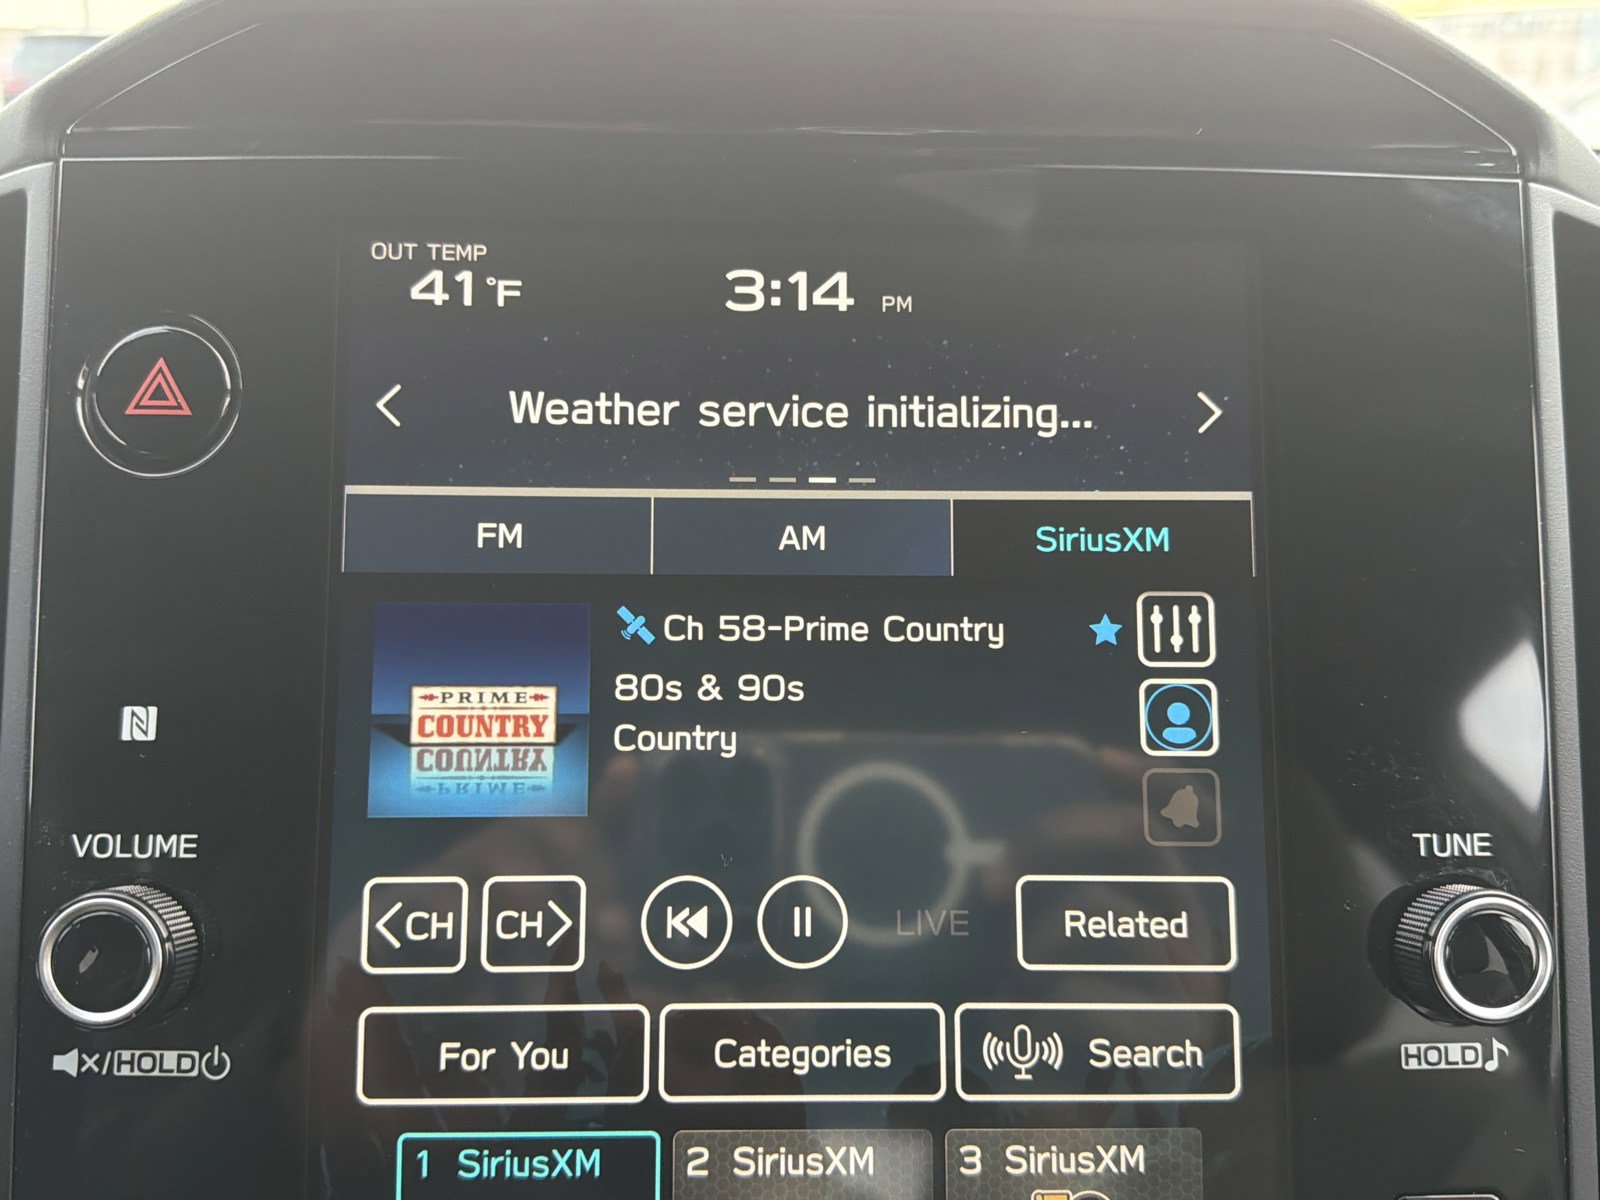 OUT TEMP
41°F
3:14 PM
Weather service initializing...
FM
AM
SiriusXM
Ch 58-Prime Country
80s & 90s
Country
PRIME
COUNTRY
COUNTRY
PRIME
VOLUME
TUNE
<CH
CH>
LIVE
Related
HOLD
HOLD
For You
Categories
Search
1 SiriusXM
2 SiriusXM
3 SiriusXM